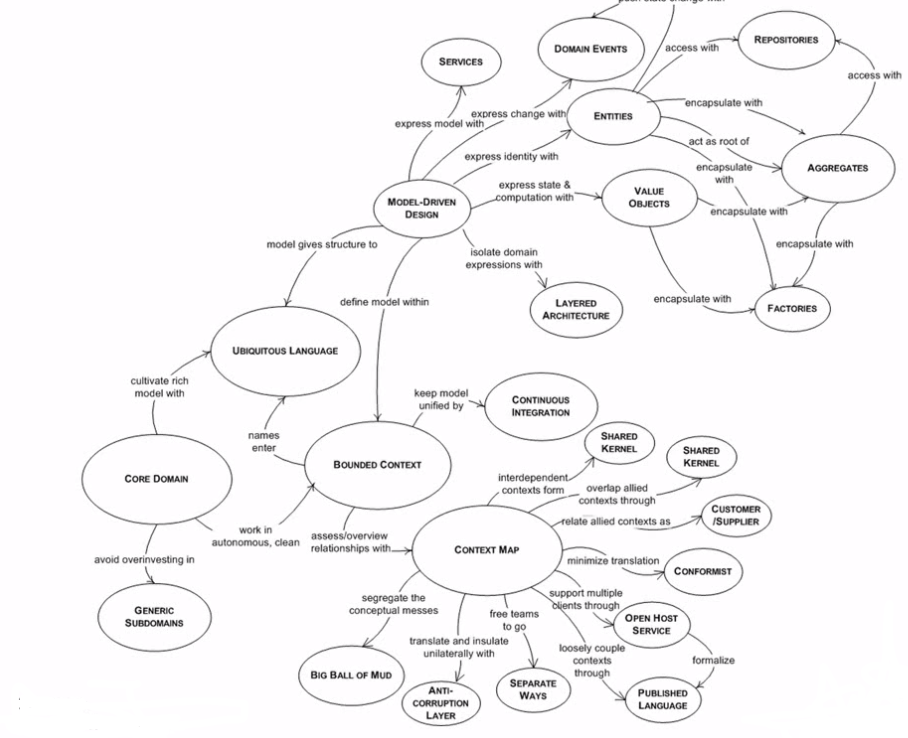 push state change with
DOMAIN EVENTS
REPOSITORIES
SERVICES
access with
access with
express change with
express model with
ENTITIES
encapsulate with
act as root of
express identity with
encapsulate
with
AGGREGATES
express state &
computation with
VALUE
OBJECTS
encapsulate with
MODEL-DRIVEN
DESIGN
model gives structure to
isolate domain
expressions with
encapsulate with
define model within
encapsulate with
LAYERED
ARCHITECTURE
FACTORIES
UBIQUITOUS LANGUAGE
cultivate rich
model with
keep model
unified by
CONTINUOUS
INTEGRATION
names
enter
SHARED
KERNEL
SHARED
KERNEL
BOUNDED CONTEXT
CORE DOMAIN
interdependent
contexts form
overlap allied
contexts through
CUSTOMER
/SUPPLIER
relate allied contexts as
work in
autonomous, clean
assess/overview
relationships with
CONTEXT MAP
avoid overinvesting in
minimize translation
CONFORMIST
segregate the
conceptual messes
support multiple
clients through
GENERIC
SUBDOMAINS
free teams
to go
OPEN HOST
SERVICE
translate and insulate
unilaterally with
loosely couple
contexts
through
formalize
BIG BALL OF MUD
SEPARATE
WAYS
ANTI-
CORRUPTION
LAYER
PUBLISHED
LANGUAGE